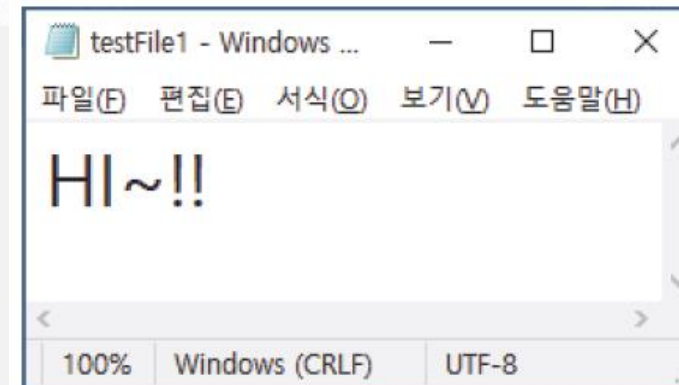 testFile1 - Windows ...
파일(F) 편집(E) 서식(O) 보기(V) 도움말(H)
HI~!!
100% Windows (CRLF) UTF-8